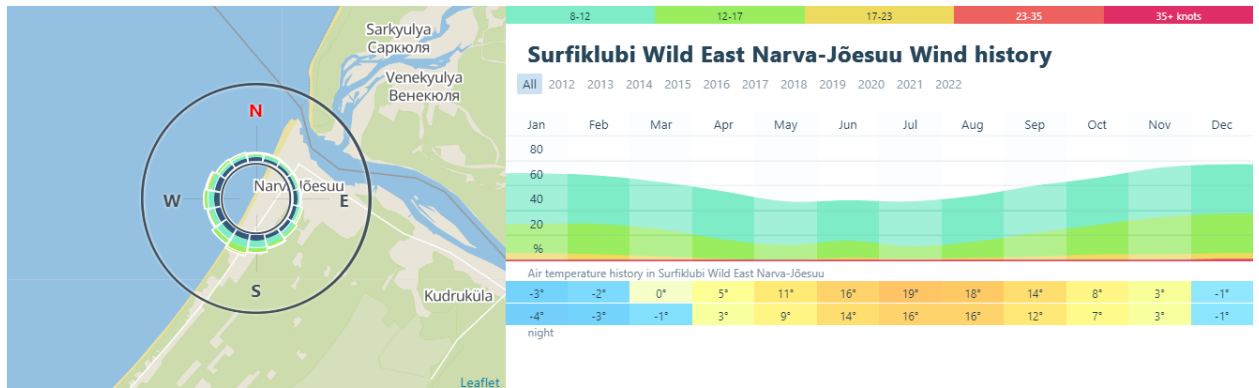 Sarkyulya
Саркюля
Venekyulya
Венекюля
N
Narva-Jõesuu
W
E
S
Kudruküla
Leaflet
8-12 12-17 17-23 23-35 35+ knots
Surfiklubi Wild East Narva-Jõesuu Wind history
All 2012 2013 2014 2015 2016 2017 2018 2019 2020 2021 2022
Jan Feb Mar Apr May Jun Jul Aug Sep Oct Nov Dec
80
60
40
20
%
Air temperature history in Surfiklubi Wild East Narva-Jõesuu
-3° -2° 0° 5° 11° 16° 19° 18° 14° 8° 3° -1°
-4° -3° -1° 3° 9° 14° 16° 16° 12° 7° 3° -1°
night